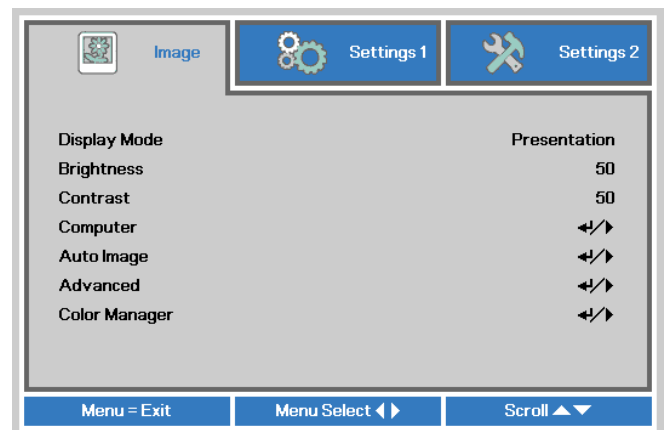 Image Settings 1 Settings 2
Display Mode Presentation
Brightness 50
Contrast 50
Computer ↵/▶
Auto Image ↵/▶
Advanced ↵/▶
Color Manager ↵/▶
Menu = Exit Menu Select ◀▶ Scroll ▲▼